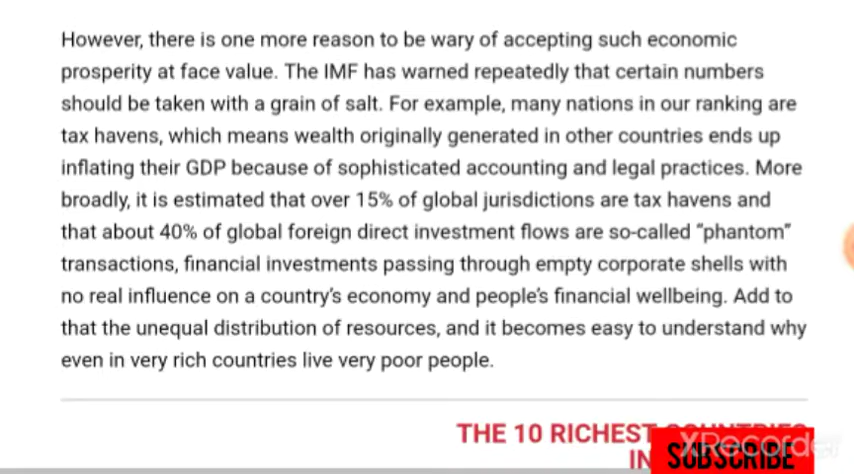 However, there is one more reason to be wary of accepting such economic
prosperity at face value. The IMF has warned repeatedly that certain numbers
should be taken with a grain of salt. For example, many nations in our ranking are
tax havens, which means wealth originally generated in other countries ends up
inflating their GDP because of sophisticated accounting and legal practices. More
broadly, it is estimated that over 15% of global jurisdictions are tax havens and
that about 40% of global foreign direct investment flows are so-called “phantom”
transactions, financial investments passing through empty corporate shells with
no real influence on a country's economy and people's financial wellbeing. Add to
that the unequal distribution of resources, and it becomes easy to understand why
even in very rich countries live very poor people.
THE 10 RICHEST
IN
XRecorder
SUBSCRIBE